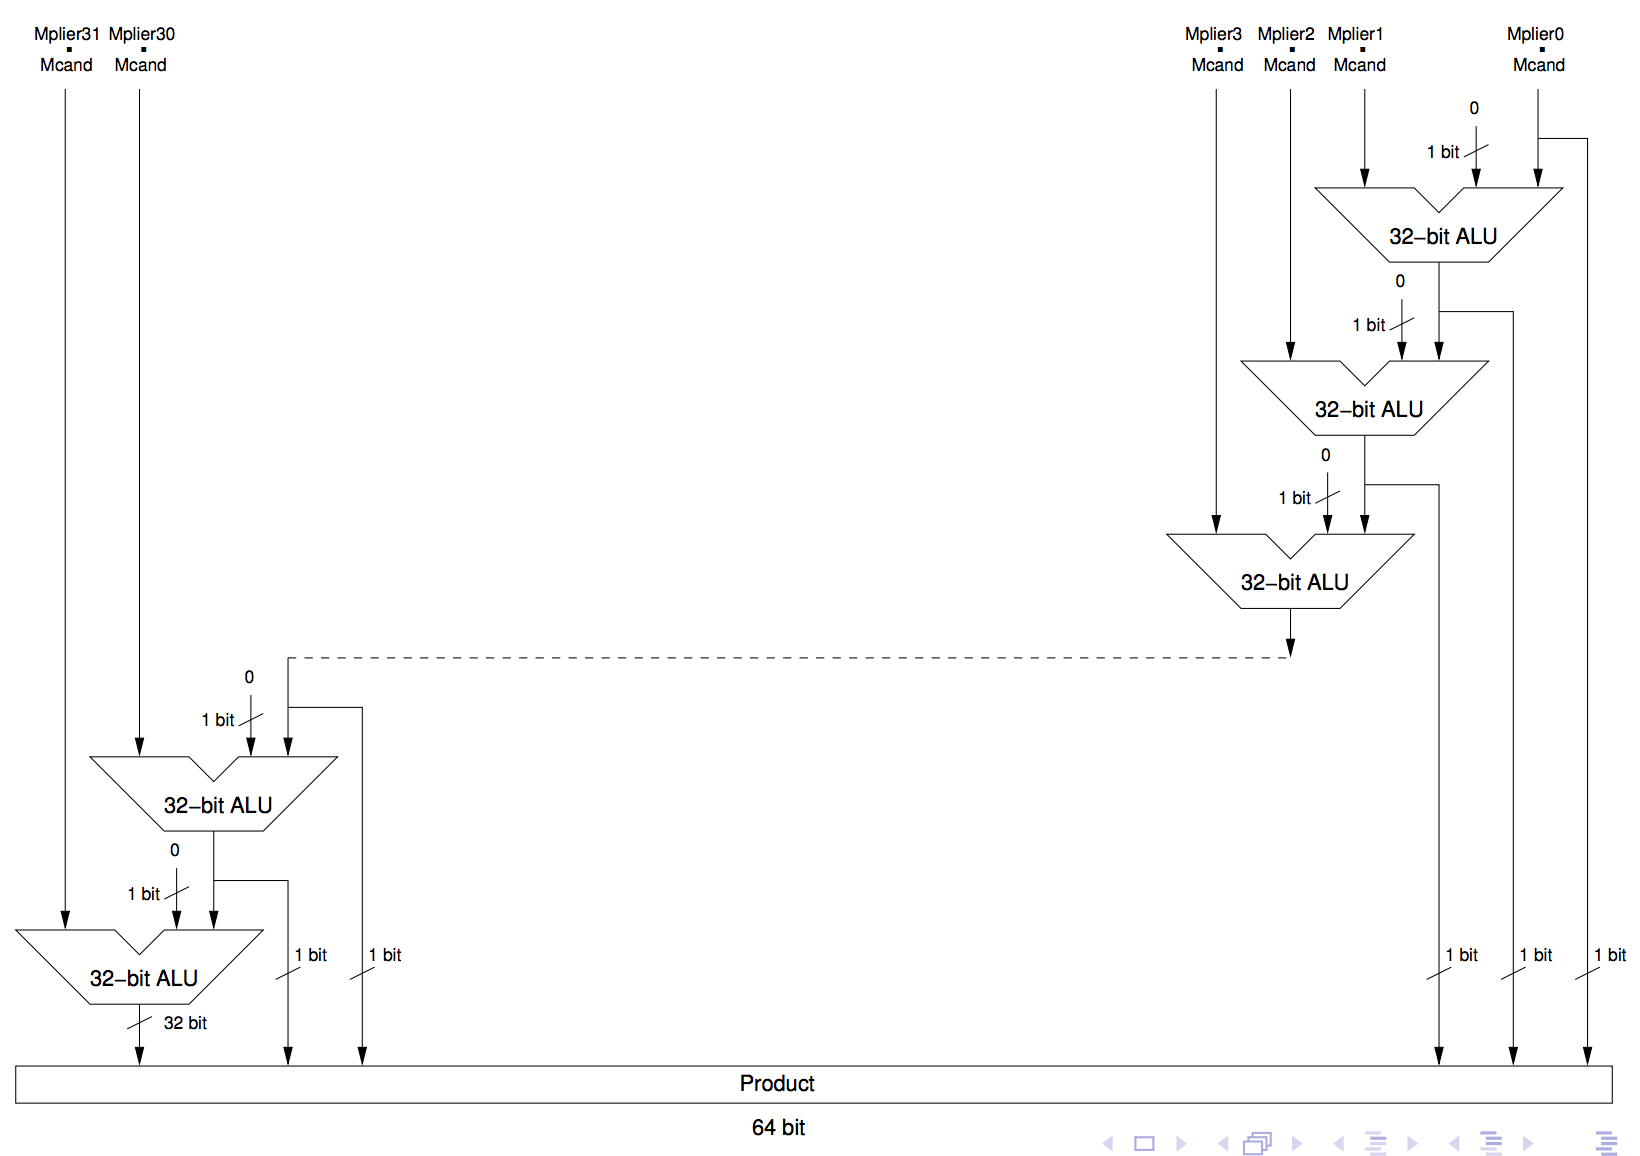 Mplier31 Mplier30 Mplier3 Mplier2 Mplier1 Mplier0
Mcand Mcand Mcand Mcand Mcand Mcand
0
1 bit
32−bit ALU
0
1 bit
32−bit ALU
0
1 bit
32−bit ALU
0
1 bit
32−bit ALU
0
1 bit
32−bit ALU
1 bit 1 bit 1 bit 1 bit 1 bit
32 bit
Product
64 bit